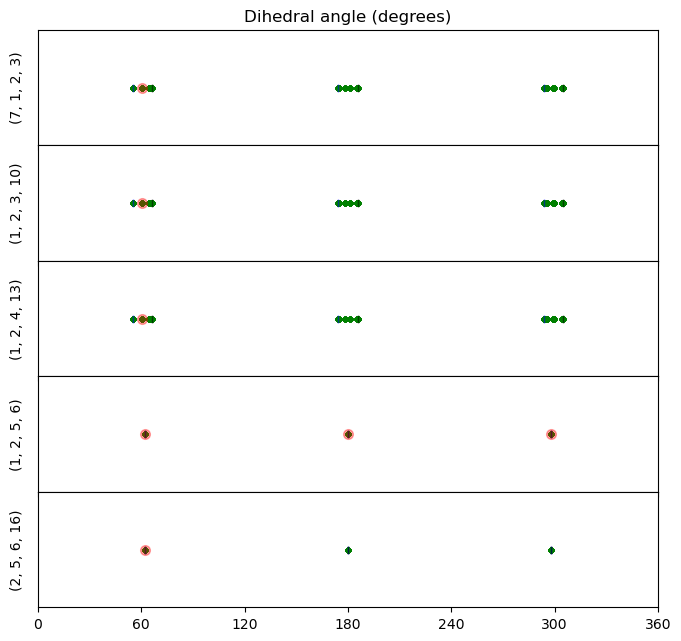 Dihedral angle (degrees)
(7, 1, 2, 3)
(1, 2, 3, 10)
(1, 2, 4, 13)
(1, 2, 5, 6)
(2, 5, 6, 16)
0 60 120 180 240 300 360